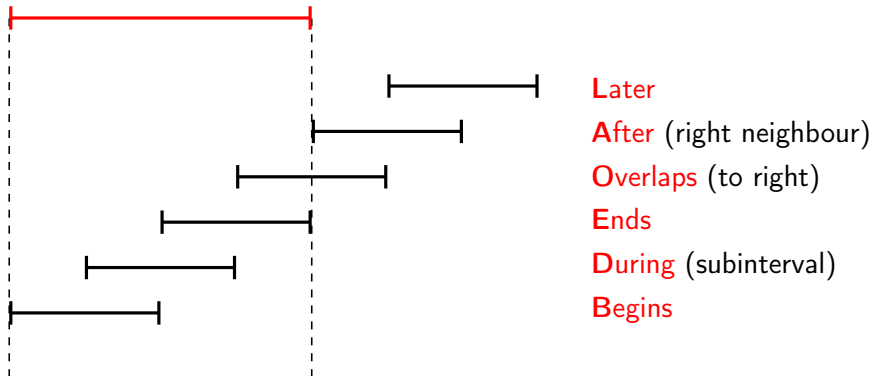 Later
After (right neighbour)
Overlaps (to right)
Ends
During (subinterval)
Begins